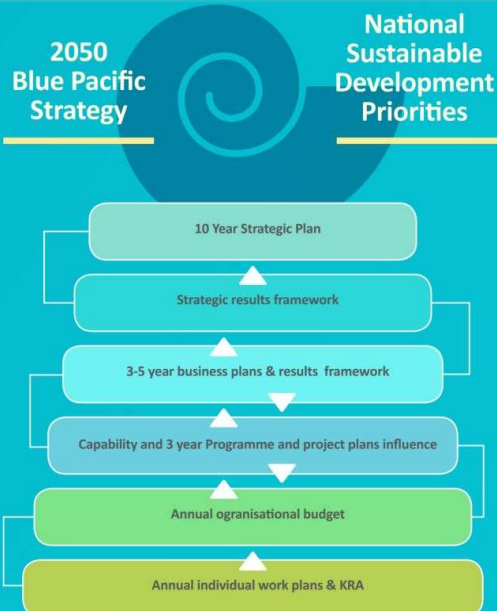 2050
Blue Pacific
Strategy
National
Sustainable
Development
Priorities
10 Year Strategic Plan
Strategic results framework
3-5 year business plans & results framework
Capability and 3 year Programme and project plans influence
Annual ogranisational budget
Annual individual work plans & KRA